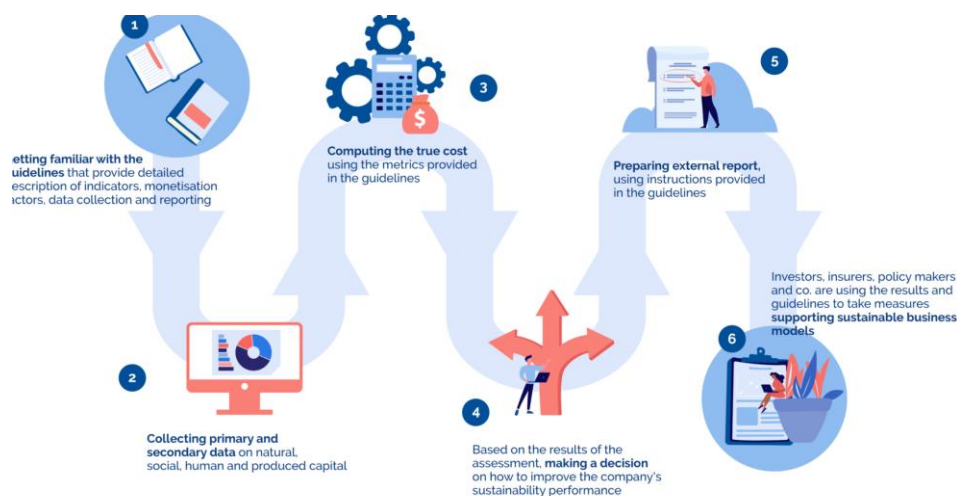 1
etting familiar with the
uidelines that provide detailed
escription of indicators, monetisation
actors, data collection and reporting
2
Collecting primary and
secondary data on natural,
social, human and produced capital
3
$
Computing the true cost
using the metrics provided
in the guidelines
4
Based on the results of the
assessment, making a decision
on how to improve the company's
sustainability performance
5
Preparing external report,
using instructions provided
in the guidelines
Investors, insurers, policy makers
and co. are using the results and
guidelines to take measures
supporting sustainable business
models
6